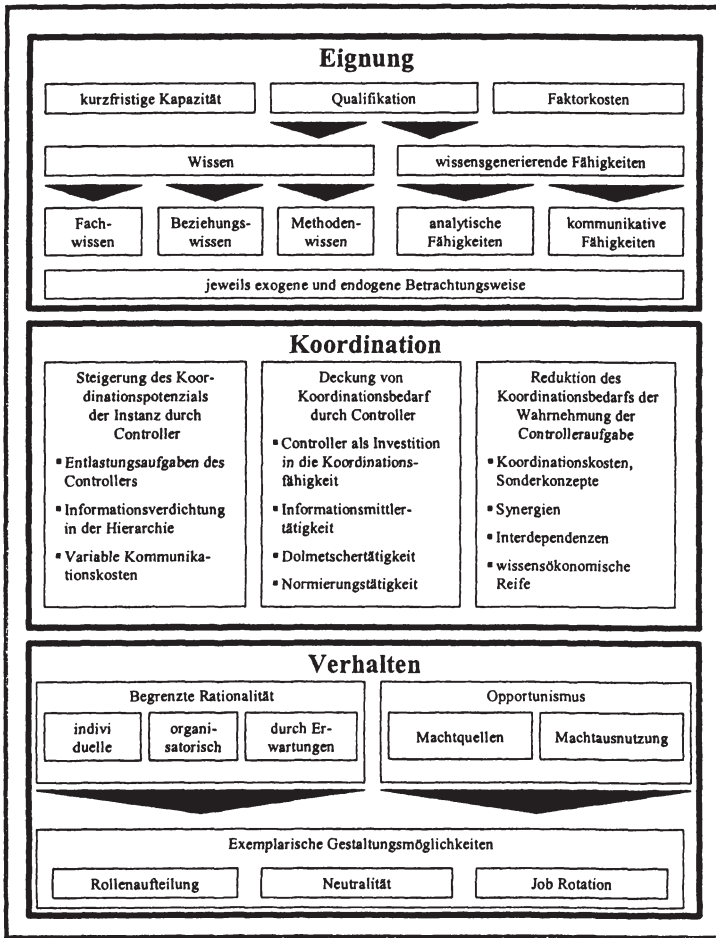 Eignung
kurzfristige Kapazität
Qualifikation
Faktorkosten
Wissen
wissensgenerierende Fähigkeiten
Fach-
wissen
Beziehungs-
wissen
Methoden-
wissen
analytische
Fähigkeiten
kommunikative
Fähigkeiten
jeweils exogene und endogene Betrachtungsweise
Koordination
Steigerung des Koor-
dinationspotenzials
der Instanz durch
Controller
▪ Entlastungsaufgaben des
Controllers
▪ Informationsverdichtung
in der Hierarchie
▪ Variable Kommunika-
tionskosten
Deckung von
Koordinationsbedarf
durch Controller
▪ Controller als Investition
in die Koordinations-
fähigkeit
▪ Informationsmittler-
tätigkeit
▪ Dolmetschertätigkeit
▪ Normierungstätigkeit
Reduktion des
Koordinationsbedarfs der
Wahrnehmung der
Controlleraufgabe
▪ Koordinationskosten,
Sonderkonzepte
▪ Synergien
▪ Interdependenzen
▪ wissensökonomische
Reife
Verhalten
Begrenzte Rationalität
indivi
duelle
organi-
satorisch
durch Er-
wartungen
Opportunismus
Machtquellen
Machtausnutzung
Exemplarische Gestaltungsmöglichkeiten
Rollenaufteilung
Neutralität
Job Rotation